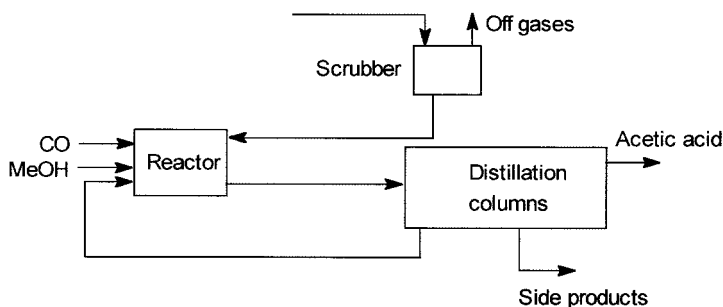 Off gases
Scrubber
CO
MeOH
Reactor
Acetic acid
Distillation
columns
Side products